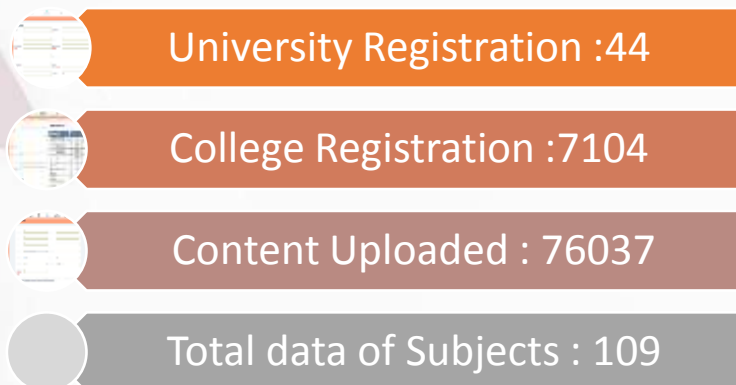 University Registration :44
College Registration :7104
Content Uploaded : 76037
Total data of Subjects : 109